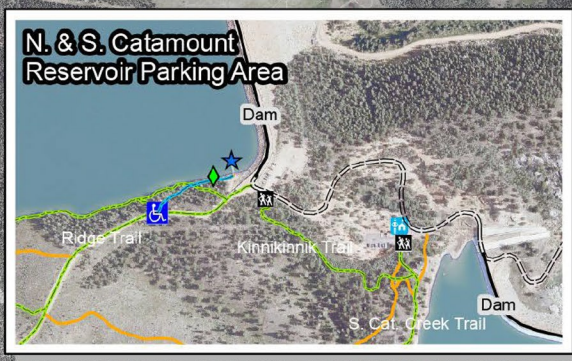 N. & S. Catamount
Reservoir Parking Area
Dam
Ridge Trail
Kinnikinnik Trail
Dam
S. Cat. Creek Trail